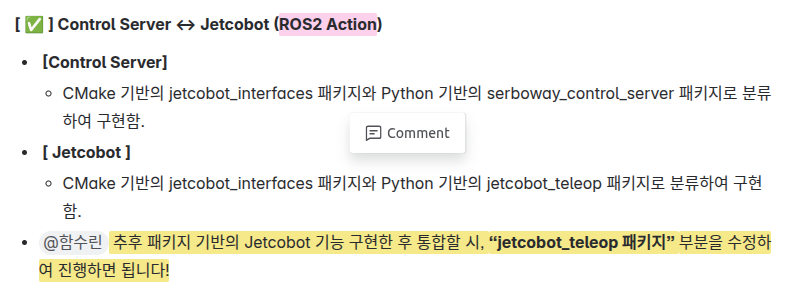 [ ✅ ] Control Server ↔ Jetcobot (ROS2 Action)
[Control Server]
CMake 기반의 jetcobot_interfaces 패키지와 Python 기반의 serboway_control_server 패키지로 분류
하여 구현함.
Comment
[ Jetcobot ]
CMake 기반의 jetcobot_interfaces 패키지와 Python 기반의 jetcobot_teleop 패키지로 분류하여 구현
함.
@함수린 추후 패키지 기반의 Jetcobot 기능 구현한 후 통합할 시, “jetcobot_teleop 패키지” 부분을 수정하
여 진행하면 됩니다!